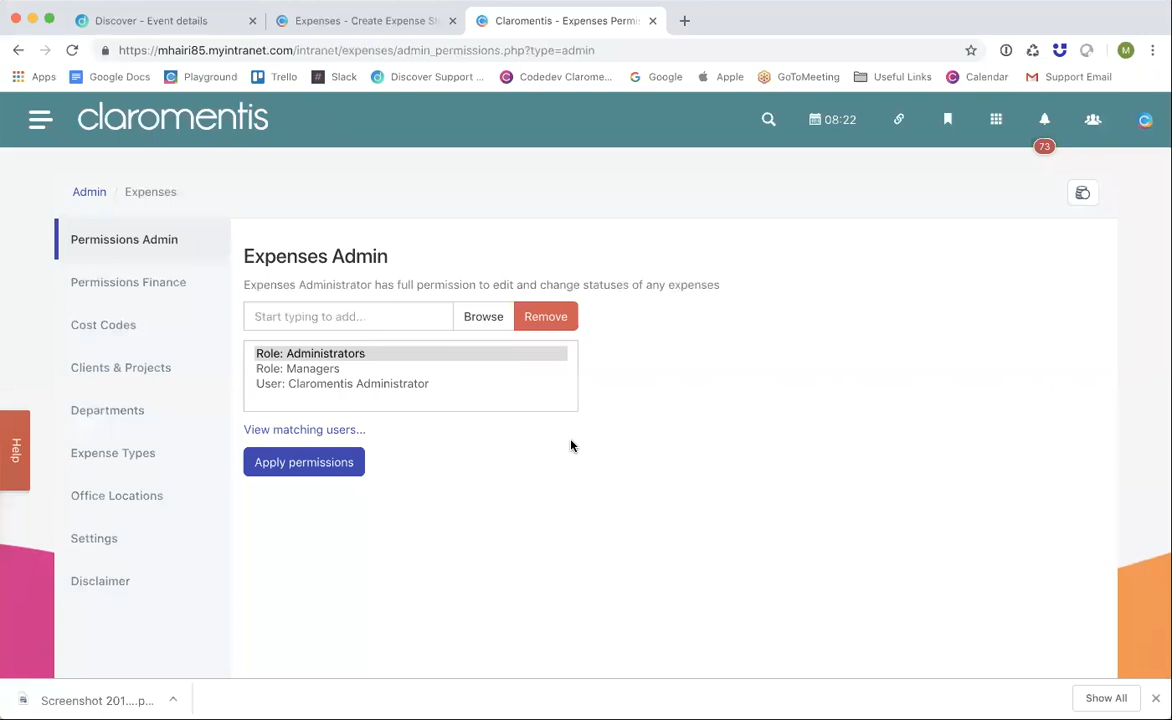 Discover - Event details
Expenses - Create Expense Sh
Claromentis - Expenses Permi
https://mhairi85.myintranet.com/intranet/expenses/admin_permissions.php?type=admin
M
Apps
Google Docs
Playground
Trello
Slack
Discover Support ...
Codedev Clarome...
Google
Apple
GoToMeeting
Useful Links
Calendar
Support Email
claromentis
08:22
73
Admin / Expenses
Permissions Admin
Permissions Finance
Cost Codes
Clients & Projects
Departments
Expense Types
Office Locations
Settings
Disclaimer
Help
Expenses Admin
Expenses Administrator has full permission to edit and change statuses of any expenses
Start typing to add...
Browse
Remove
Role: Administrators
Role: Managers
User: Claromentis Administrator
View matching users...
Apply permissions
Screenshot 201....p...
Show All